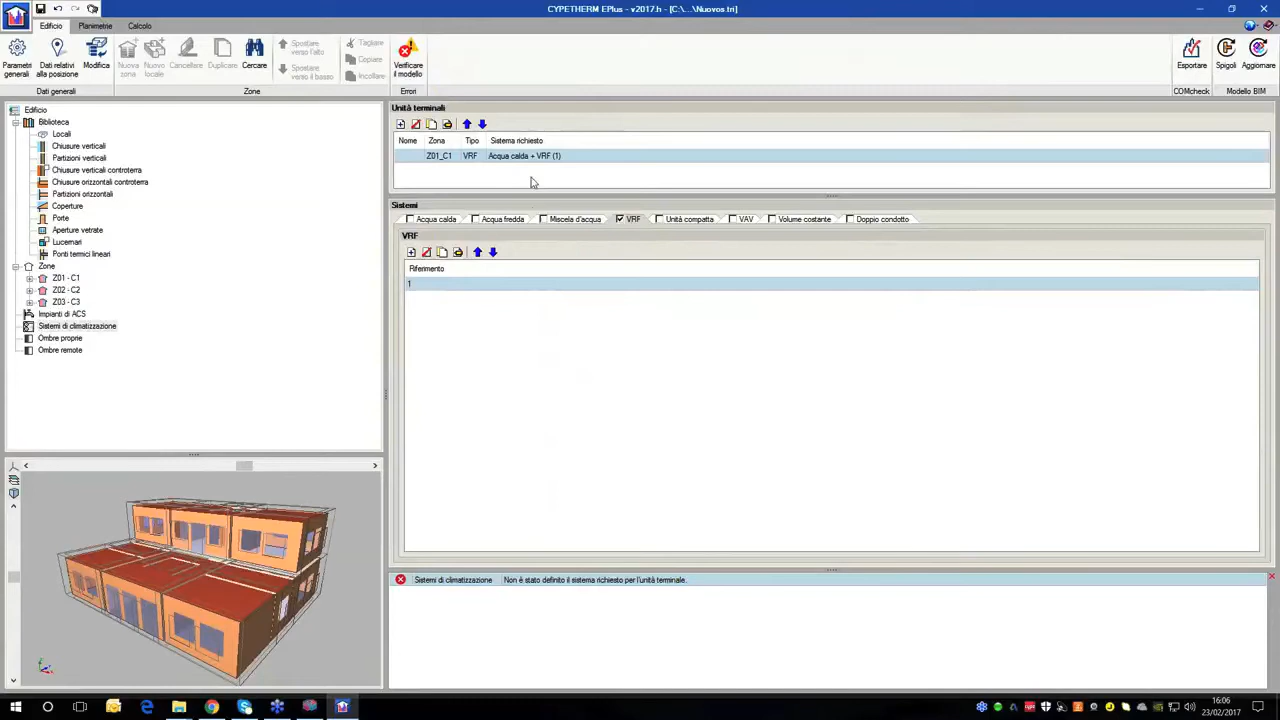 CYPETHERM EPlus - v2017.h - [C:\...\Nuovos.tri]
Edificio Planimetrie Calcolo
Parametri generali
Dati relativi alla posizione
Modifica
Nuova zona
Nuovo locale
Cancellare
Duplicare
Cercare
Spostare verso l'alto
Spostare verso il basso
Tagliare
Copiare
Incollare
Verificare il modello
Esportare
Spigoli
Aggiornare
Dati generali
Zone
Errori
COMcheck
Modello BIM
Edificio
Biblioteca
Locali
Chiusure verticali
Partizioni verticali
Chiusure verticali controterra
Chiusure orizzontali controterra
Partizioni orizzontali
Coperture
Porte
Aperture vetrate
Lucernari
Ponti termici lineari
Zone
Z01 - C1
Z02 - C2
Z03 - C3
Impianti di ACS
Sistemi di climatizzazione
Ombre proprie
Ombre remote
Unità terminali
Nome Zona Tipo Sistema richiesto
Z01_C1 VRF Acqua calda + VRF (1)
Sistemi
Acqua calda Acqua fredda Miscela d'acqua VRF Unità compatta VAV Volume costante Doppio condotto
VRF
Riferimento
1
Sistemi di climatizzazione Non è stato definito il sistema richiesto per l'unità terminale.
16:06
23/02/2017